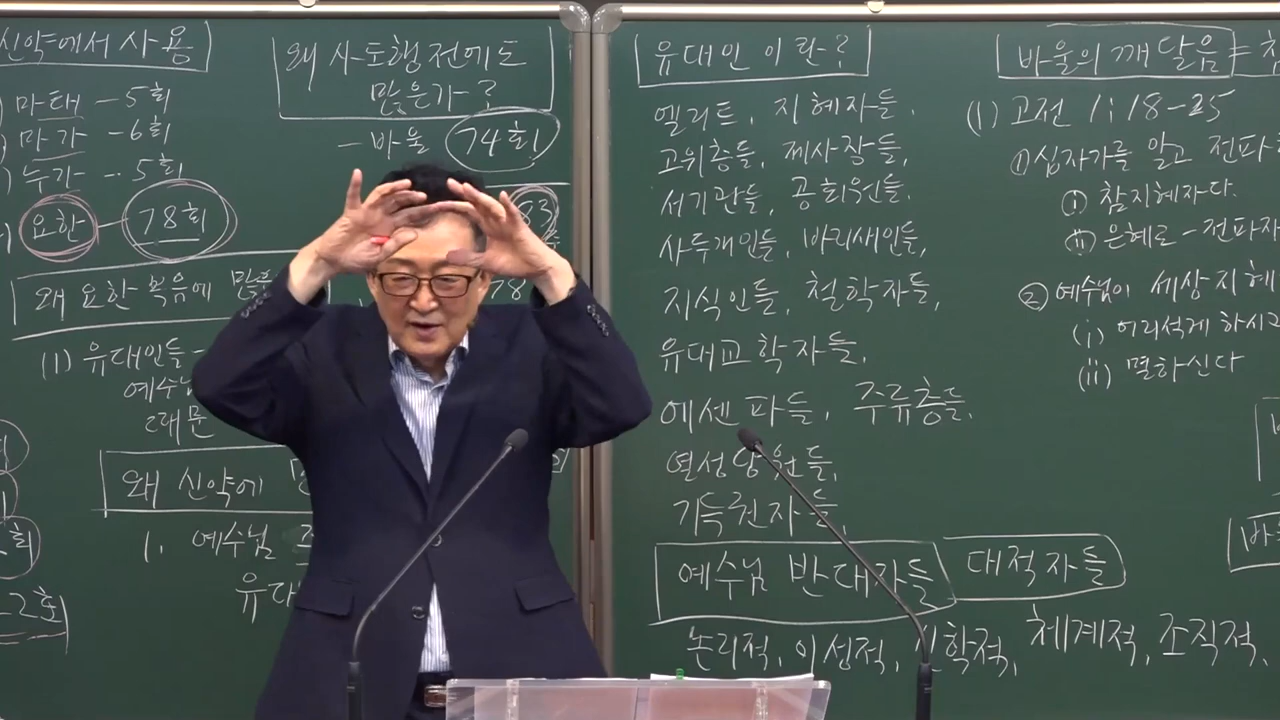 신약에서 사용
마태 - 5회
마가 - 6회
누가 - 5회
요한 - 78회
왜 요한복음에
(1) 유대인들 -
예수님
왜 신약에
1. 예수님
유대
왜 사도행전에도
많은가?
- 바울 74회
83
78
유대인이란?
엘리트, 지혜자들,
고위층들, 제사장들,
서기관들, 공회원들,
사두개인들, 바리새인들,
지식인들, 철학자들,
유대교 학자들,
에센파들, 주류층들,
열성당원들,
기득권자들,
예수님 반대자들 대적자들
논리적, 이성적, 체계적, 조직적,
바울의 깨달음 =
(1) 고전 1:18-25
① 십자가를 알고 전파
(i) 참지혜자다.
(ii) 은혜로 - 전파자
② 예수님이 세상 지혜
(i) 어리석게 하시고
(ii) 멸하신다